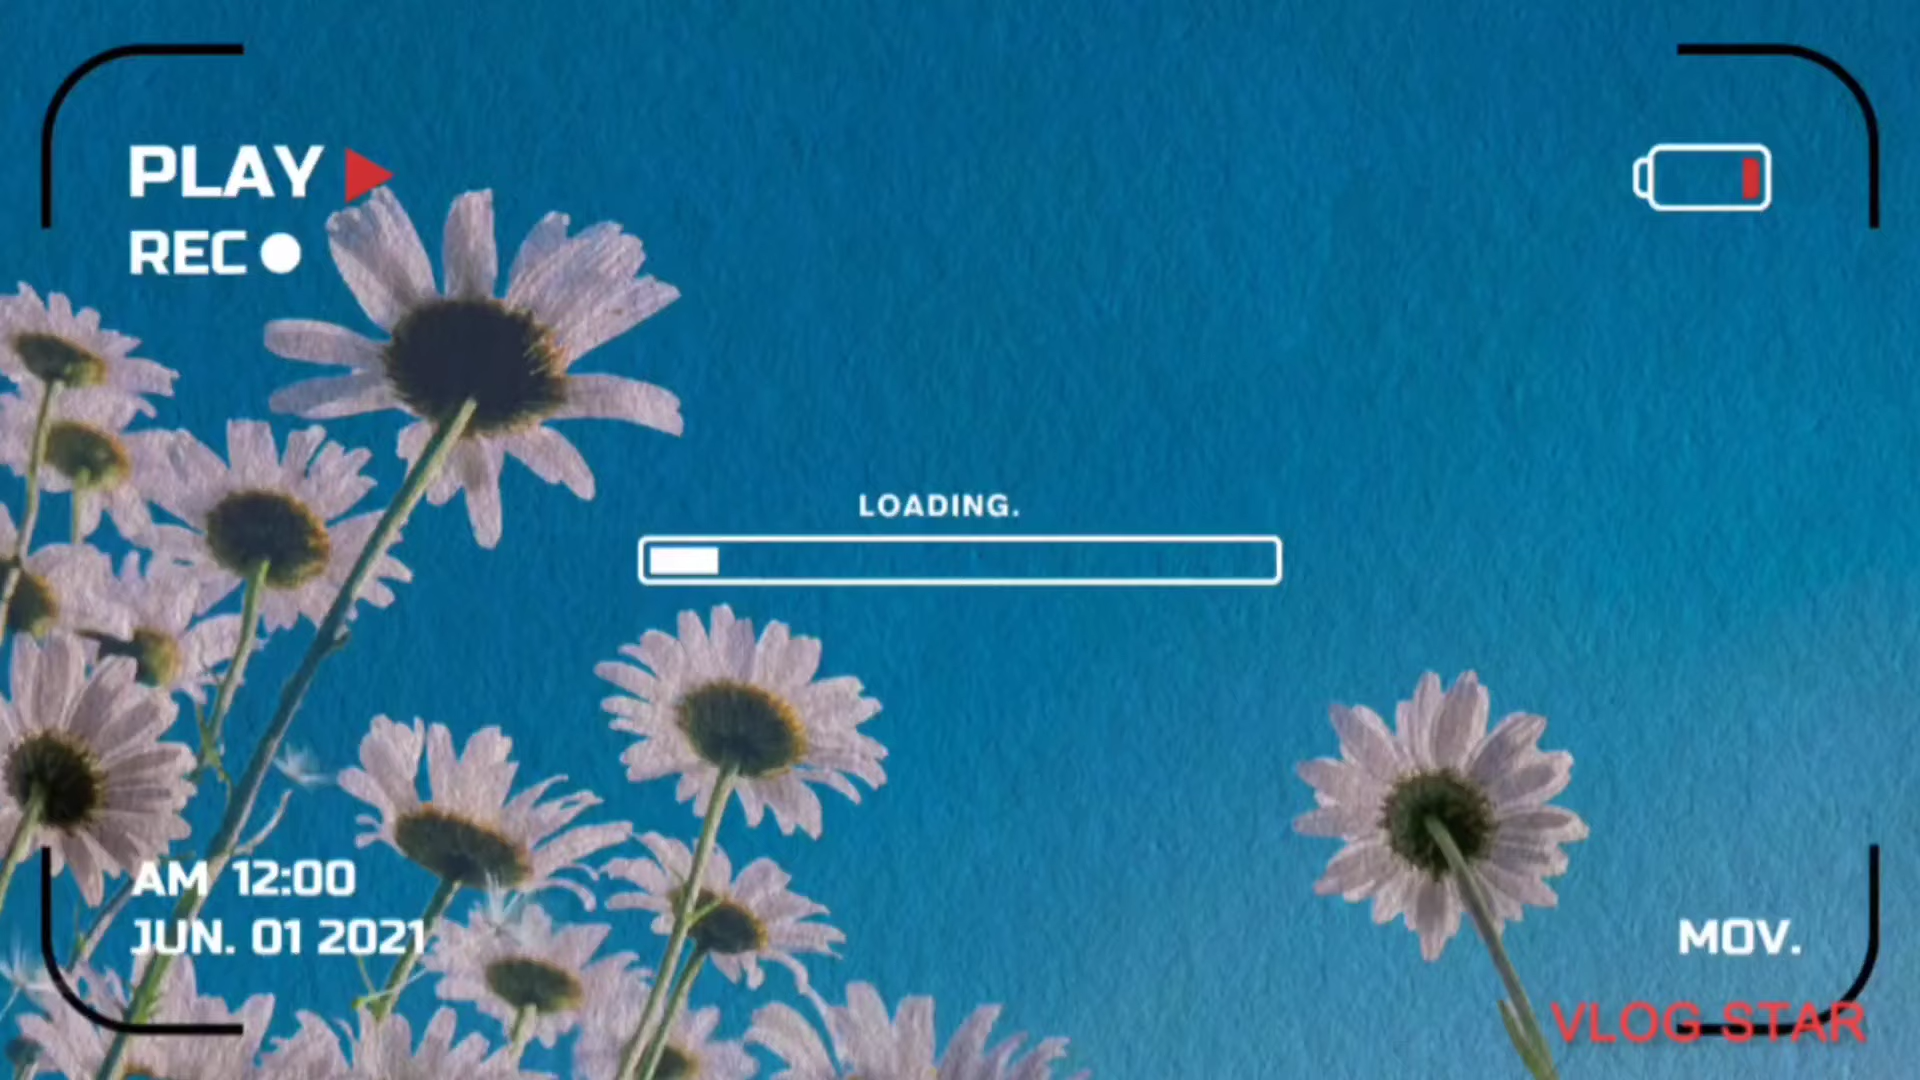 PLAY
REC
LOADING.
AM 12:00
JUN. 01 2021
MOV.
VLOG STAR